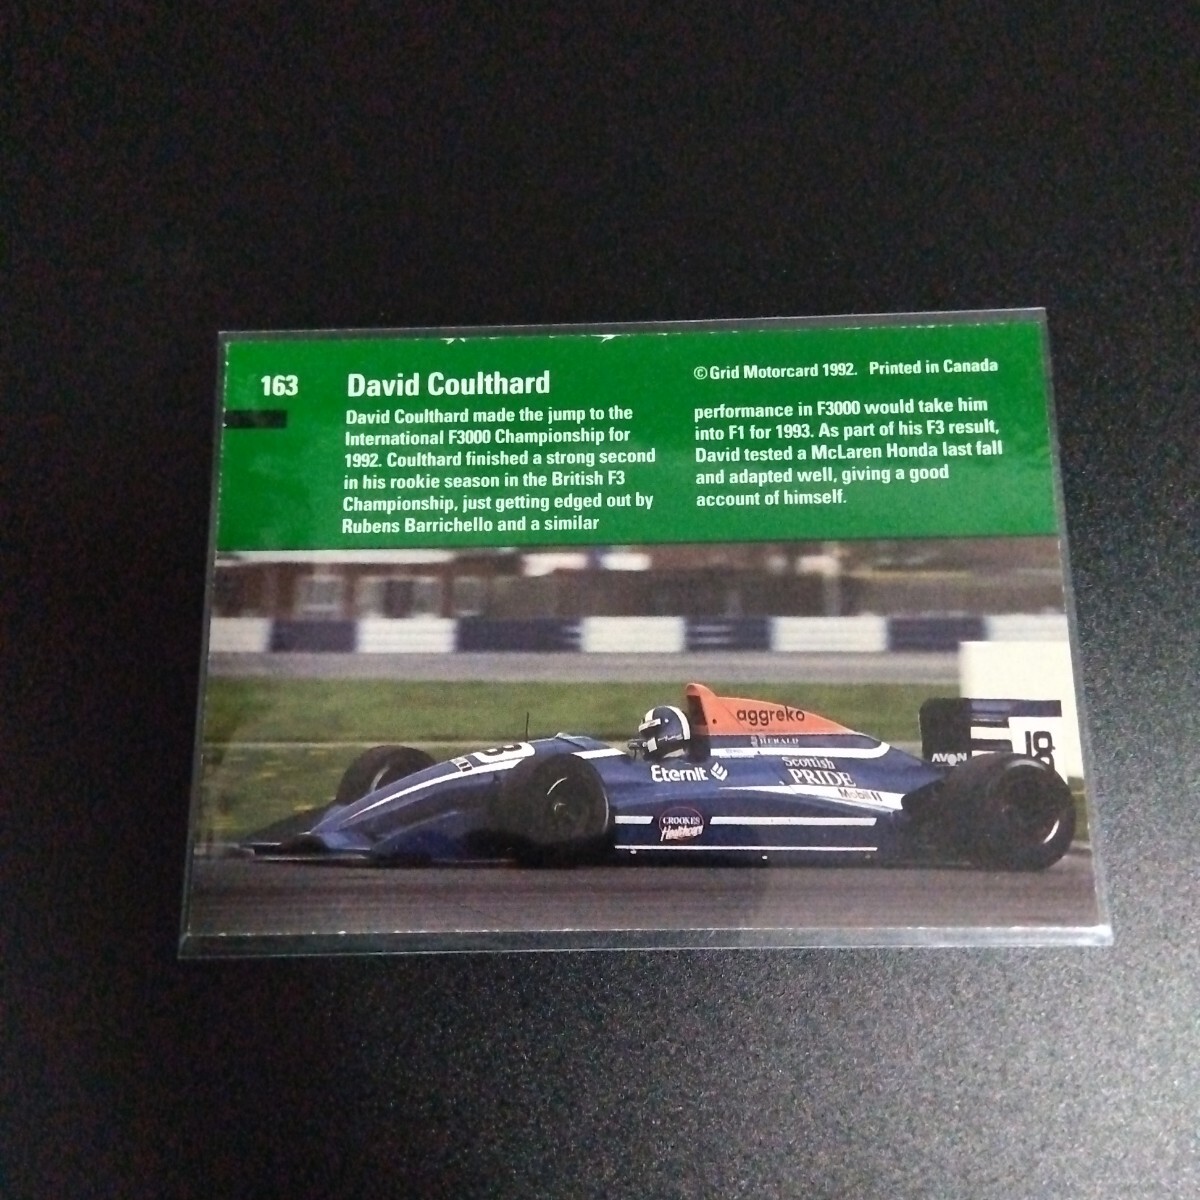 163
David Coulthard
© Grid Motorcard 1992. Printed in Canada
David Coulthard made the jump to the
International F3000 Championship for
1992. Coulthard finished a strong second
in his rookie season in the British F3
Championship, just getting edged out by
Rubens Barrichello and a similar
performance in F3000 would take him
into F1 for 1993. As part of his F3 result,
David tested a McLaren Honda last fall
and adapted well, giving a good
account of himself.
aggreko
HERALD
Scottish
PRIDE
Mobil 1
Eternit
CROOKES
Healthcare
AVON
18